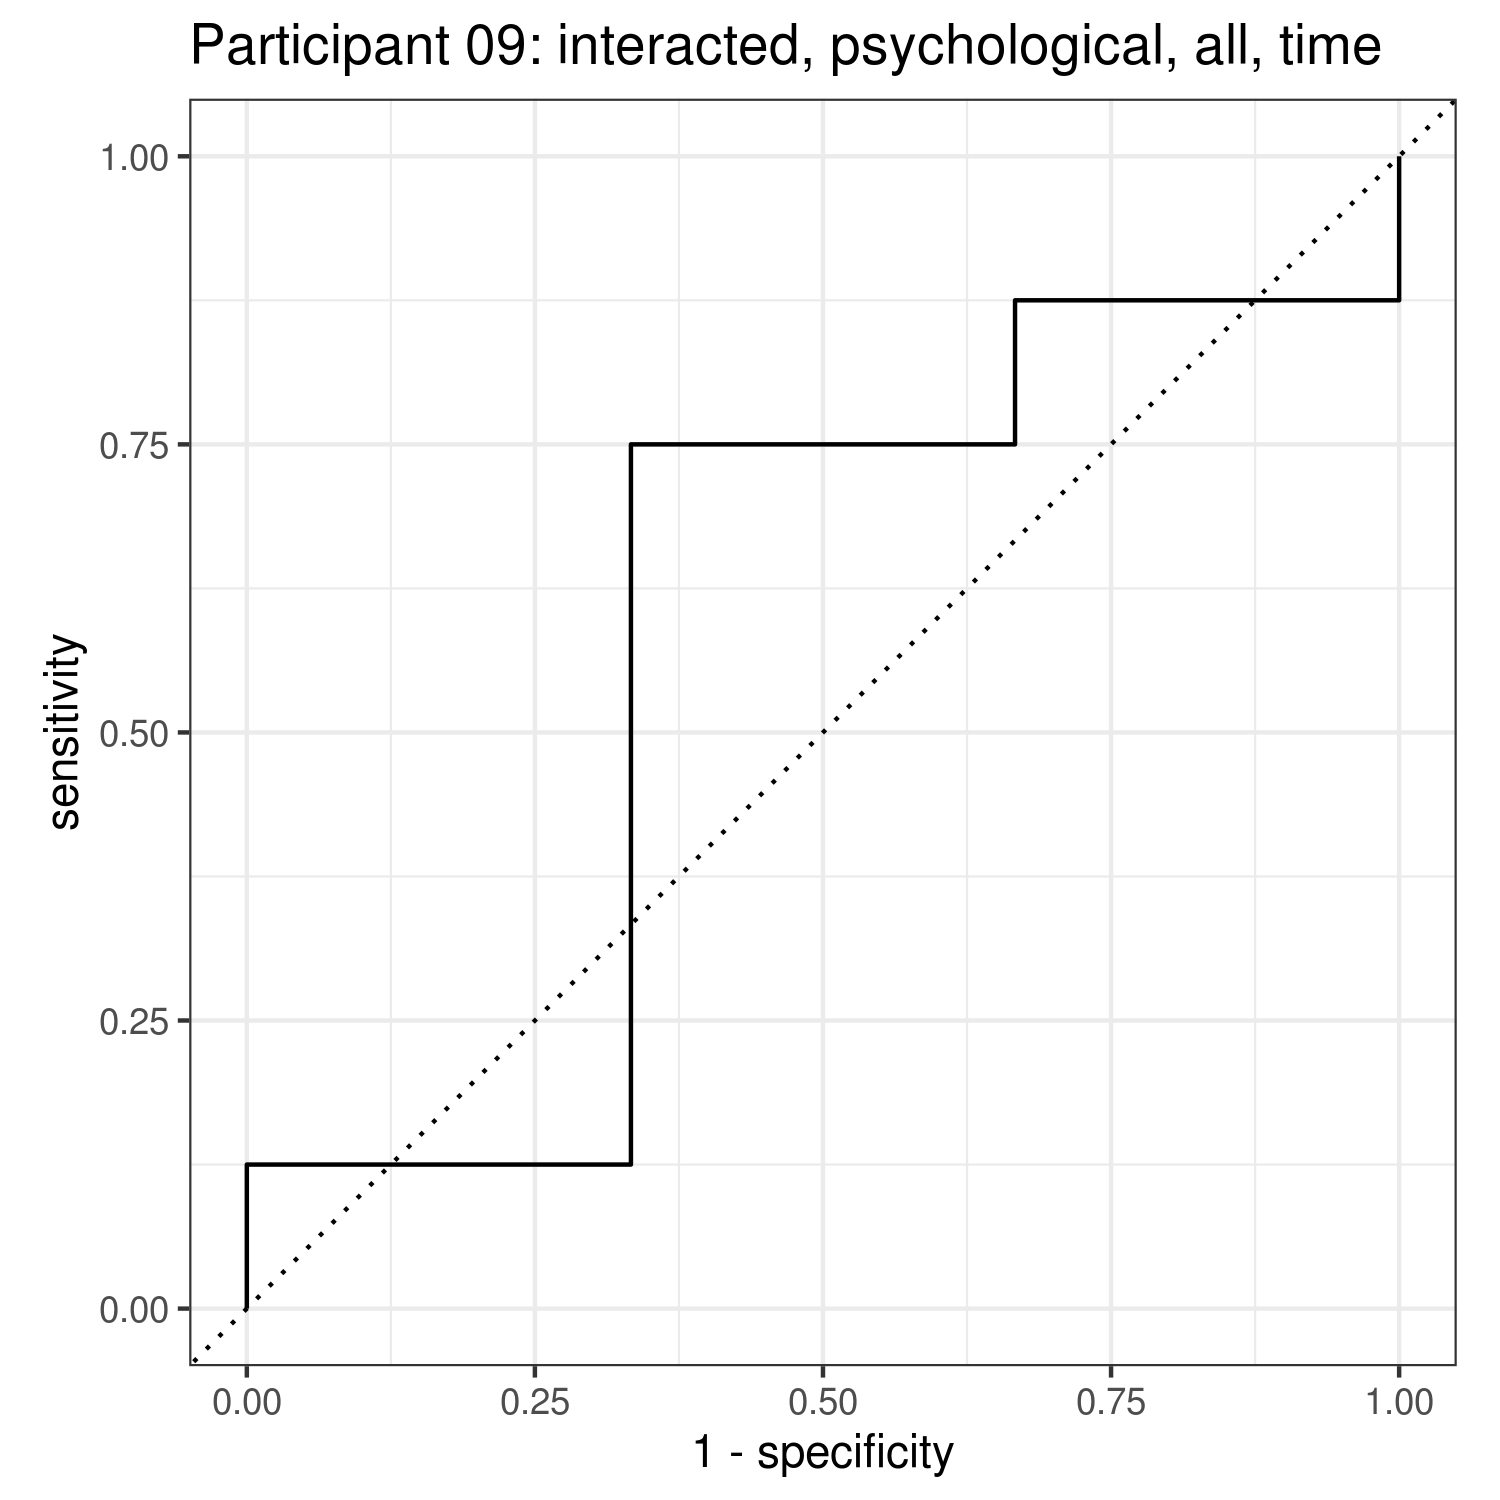 Participant 09: interacted, psychological, all, time
1.00
0.75
0.50
0.25
0.00
sensitivity
0.00 0.25 0.50 0.75 1.00
1 - specificity